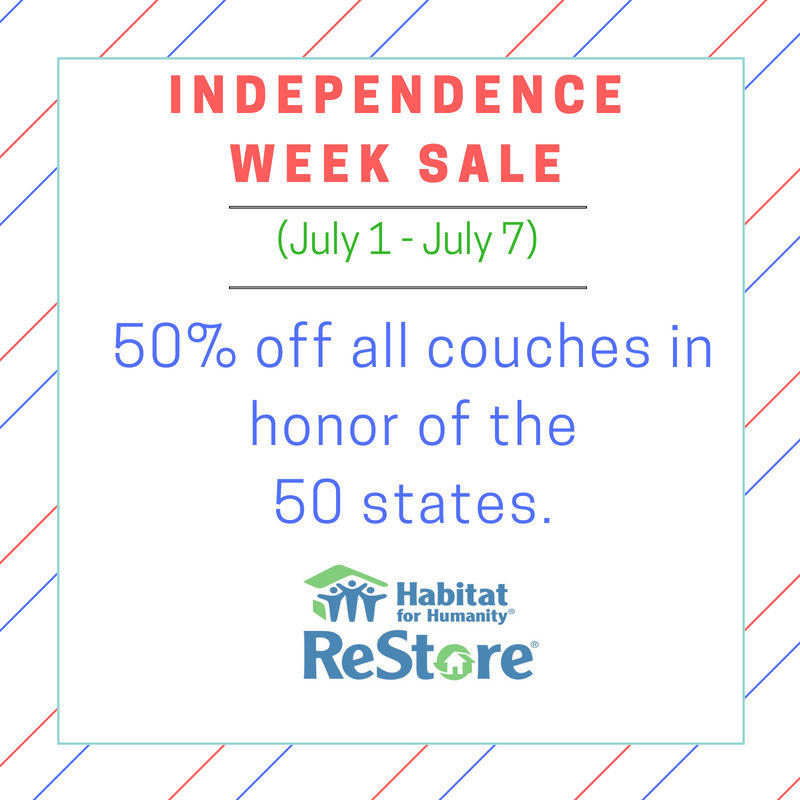 INDEPENDENCE
WEEK SALE
(July 1 - July 7)
50% off all couches in
honor of the
50 states.
Habitat
for Humanity®
ReStore®